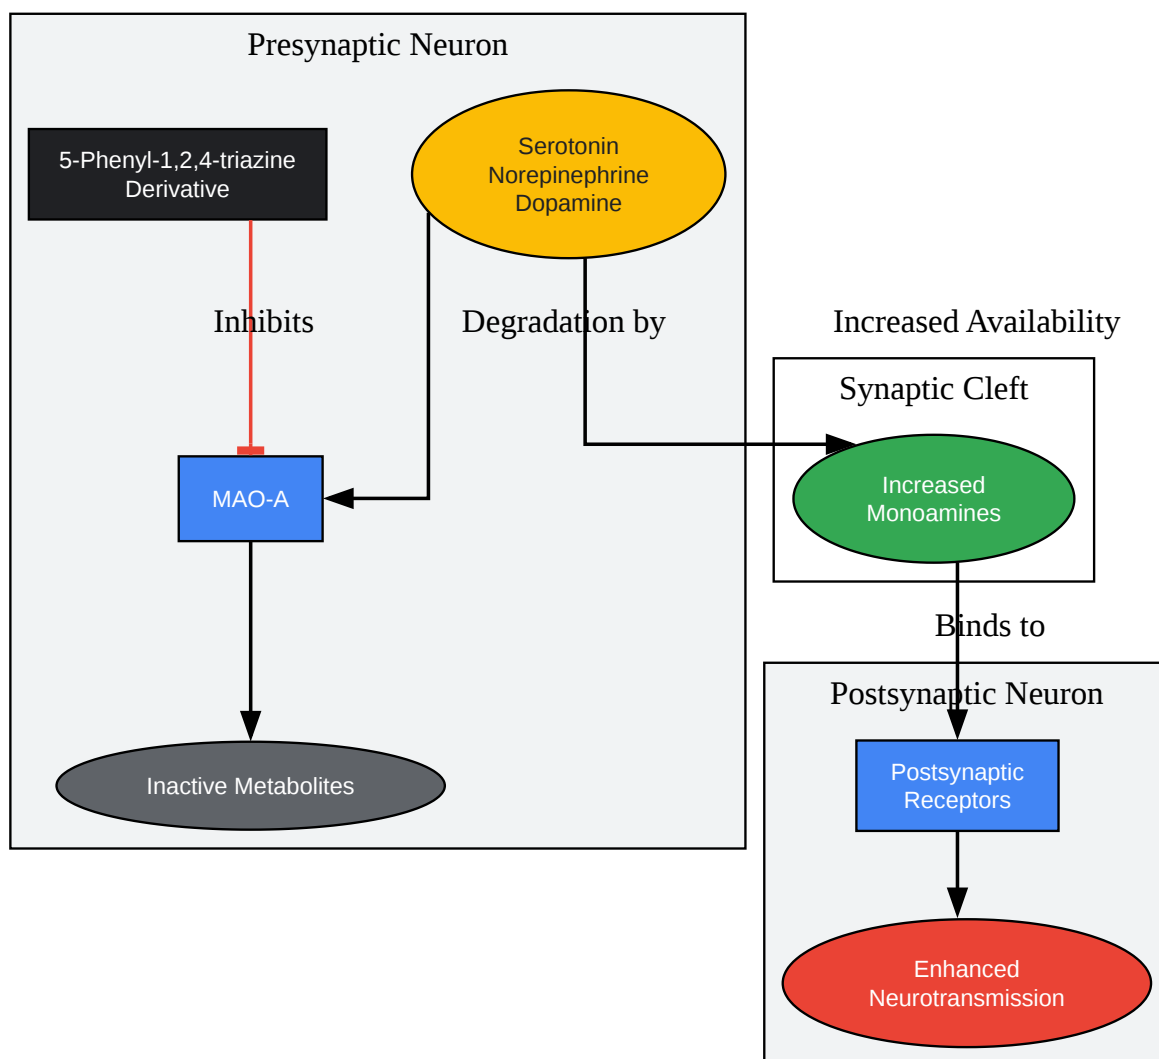 Presynaptic Neuron
5-Phenyl-1,2,4-triazine
Derivative
Serotonin
Norepinephrine
Dopamine
Inhibits
Degradation by
Increased Availability
Synaptic Cleft
MAO-A
Increased
Monoamines
Binds to
Postsynaptic Neuron
Inactive Metabolites
Postsynaptic
Receptors
Enhanced
Neurotransmission